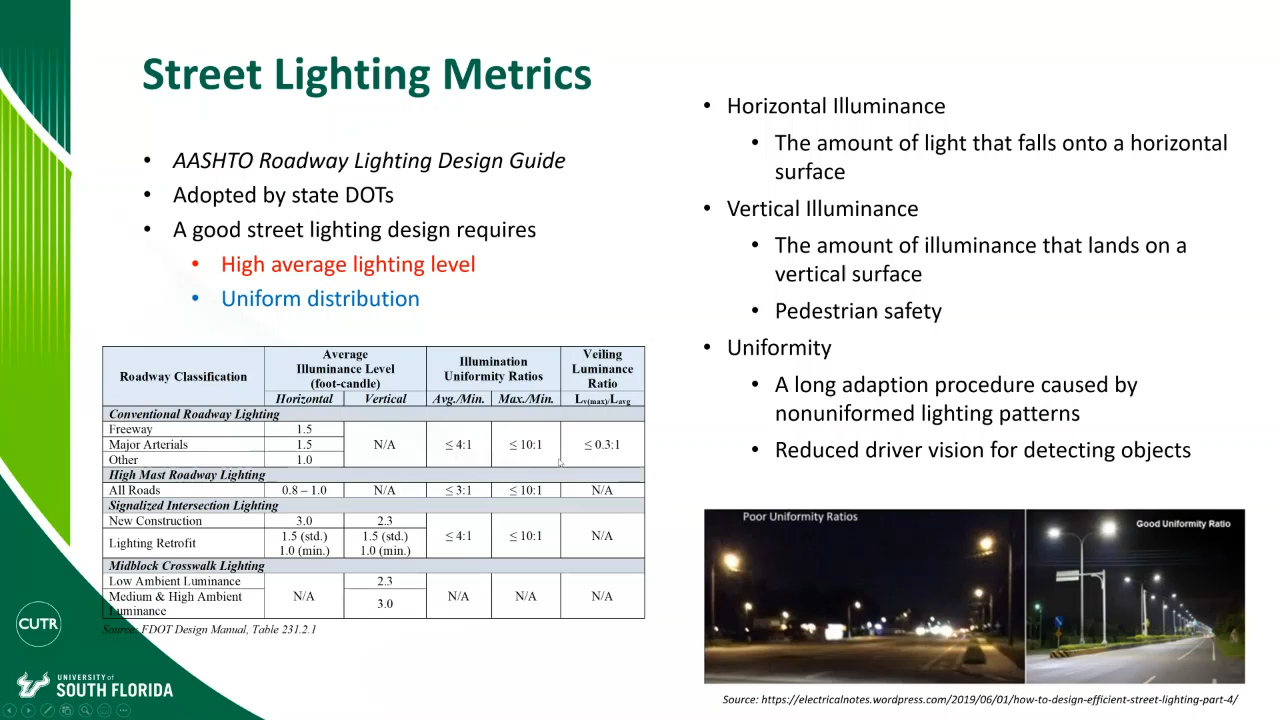 Street Lighting Metrics
• AASHTO Roadway Lighting Design Guide
• Adopted by state DOTs
• A good street lighting design requires
• High average lighting level
• Uniform distribution
Roadway Classification
Average
Illuminance Level
(foot-candle)
Illumination
Uniformity Ratios
Veiling
Luminance
Ratio
Horizontal Vertical Avg./Min. Max./Min. Lv(max)/Lavg
Conventional Roadway Lighting
Freeway 1.5
Major Arterials 1.5 N/A ≤ 4:1 ≤ 10:1 ≤ 0.3:1
Other 1.0
High Mast Roadway Lighting
All Roads 0.8 – 1.0 N/A ≤ 3:1 ≤ 10:1 N/A
Signalized Intersection Lighting
New Construction 3.0 2.3
≤ 4:1 ≤ 10:1 N/A
Lighting Retrofit 1.5 (std.) 1.5 (std.)
1.0 (min.) 1.0 (min.)
Midblock Crosswalk Lighting
Low Ambient Luminance 2.3
N/A N/A N/A N/A
Medium & High Ambient
Luminance 3.0
Source: FDOT Design Manual, Table 231.2.1
• Horizontal Illuminance
• The amount of light that falls onto a horizontal
surface
• Vertical Illuminance
• The amount of illuminance that lands on a
vertical surface
• Pedestrian safety
• Uniformity
• A long adaption procedure caused by
nonuniformed lighting patterns
• Reduced driver vision for detecting objects
Poor Uniformity Ratios
Good Uniformity Ratio
Source: https://electricalnotes.wordpress.com/2019/06/01/how-to-design-efficient-street-lighting-part-4/
CUTR
UNIVERSITY of
SOUTH FLORIDA